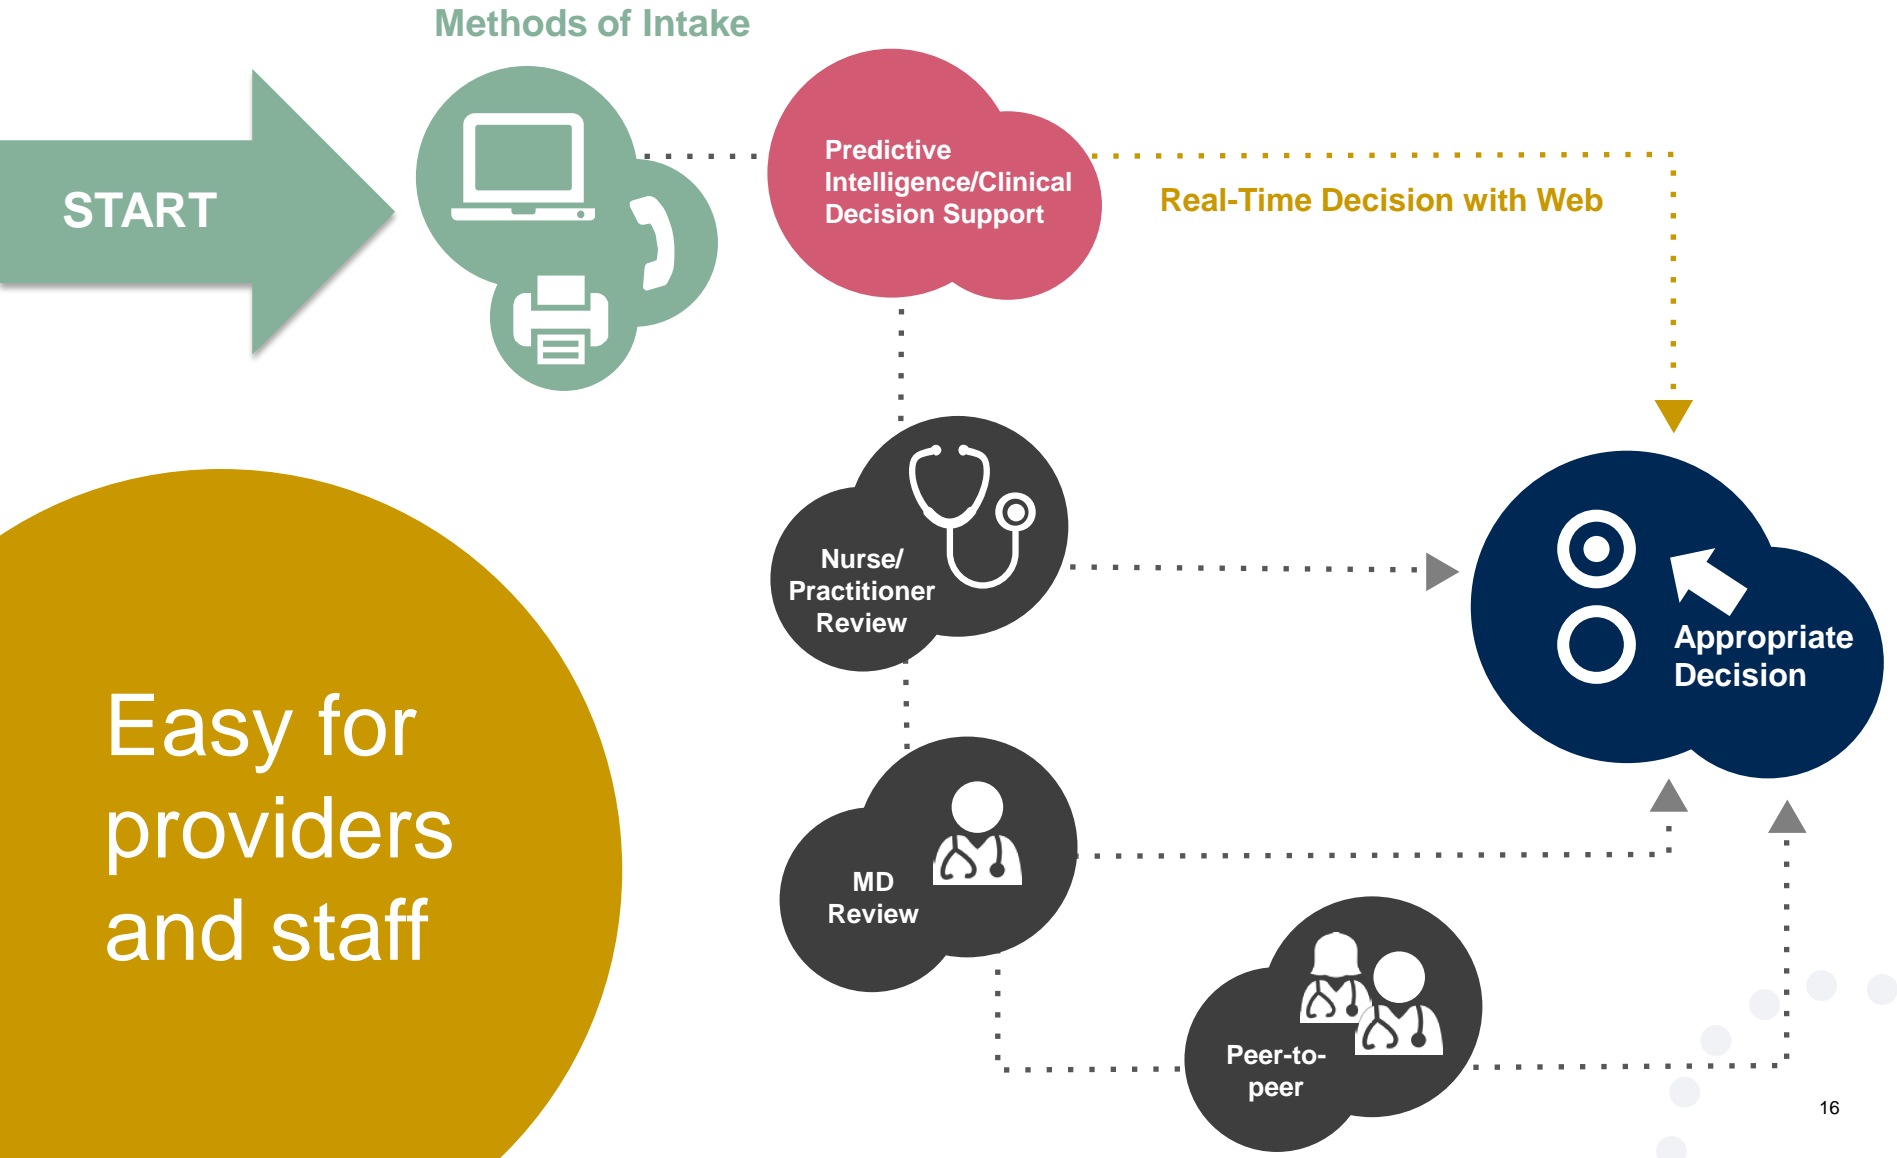 Methods of Intake
START
Predictive
Intelligence/Clinical
Decision Support
Real-Time Decision with Web
Nurse/
Practitioner
Review
Appropriate
Decision
Easy for
providers
and staff
MD
Review
Peer-to-
peer
16